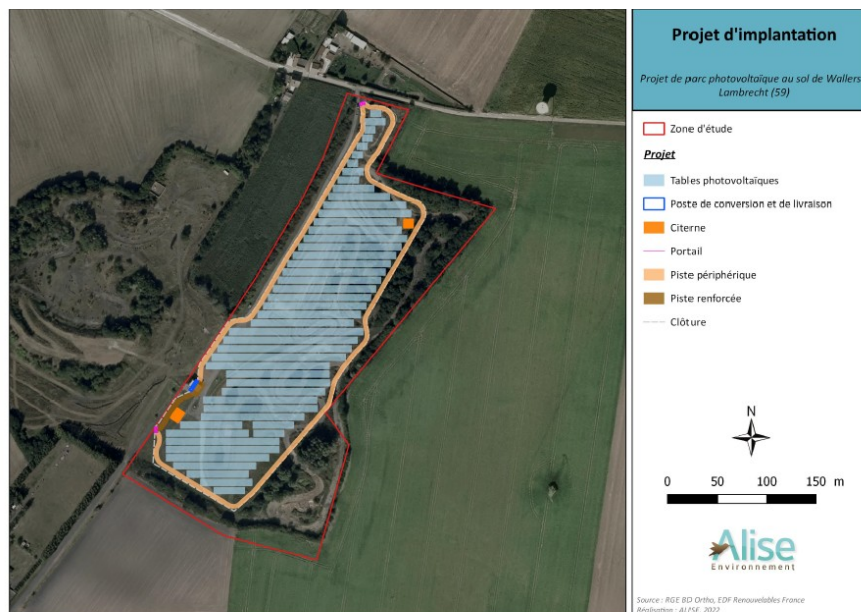 Projet d'implantation
Projet de parc photovoltaïque au sol de Wallers
Lambrecht (59)
Zone d'étude
Projet
Tables photovoltaïques
Poste de conversion et de livraison
Citerne
Portail
Piste périphérique
Piste renforcée
Clôture
N
0 50 100 150 m
Alise
Environnement
Source : RGE BD Ortho, EDF Renouvelables France
Réalisation : ALISE, 2022